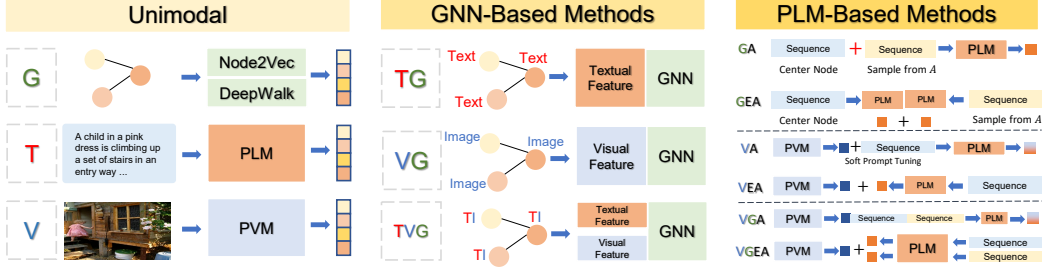 Unimodal
G
Node2Vec
DeepWalk
T
A child in a pink
dress is climbing up
a set of stairs in an
entry way ...
PLM
V
PVM
GNN-Based Methods
TG
Text
Text
Text
Textual
Feature
GNN
VG
Image
Image
Image
Visual
Feature
GNN
TVG
TI
TI
TI
Textual
Feature
Visual
Feature
GNN
PLM-Based Methods
GA
Sequence
+
Sequence
PLM
Center Node
Sample from A
GEA
Sequence
PLM
PLM
Sequence
Center Node
+
Sample from A
VA
PVM
+
Sequence
PLM
Soft Prompt Tuning
VEA
PVM
+
PLM
Sequence
VGA
PVM
Sequence
Sequence
PLM
VGEA
PVM
+
PLM
Sequence
Sequence